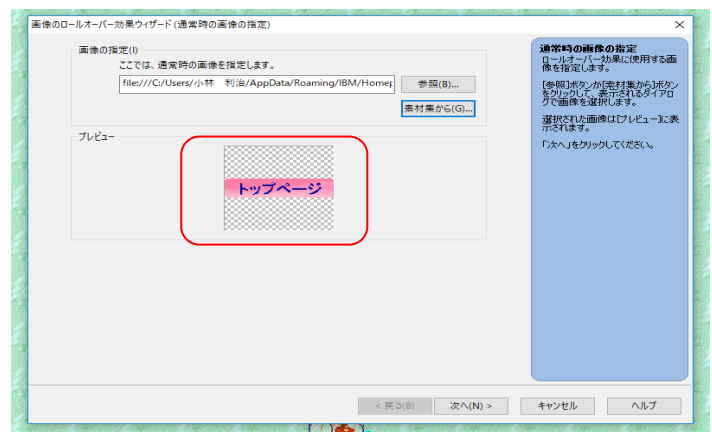 画像のロールオーバー効果ウィザード(通常時の画像の指定)
画像の指定(I)
ここでは、通常時の画像を指定します。
file:///C:/Users/小林　利治/AppData/Roaming/IBM/Homep
参照(B)...
素材集から(G)...
プレビュー
トップページ
通常時の画像の指定
ロールオーバー効果に使用する画
像を指定します。
[参照]ボタンか[素材集から]ボタン
をクリックして、表示されるダイアロ
グで画像を選択します。
選択された画像は[プレビュー]に表
示されます。
「次へ」をクリックしてください。
< 戻る(B)
次へ(N) >
キャンセル
ヘルプ